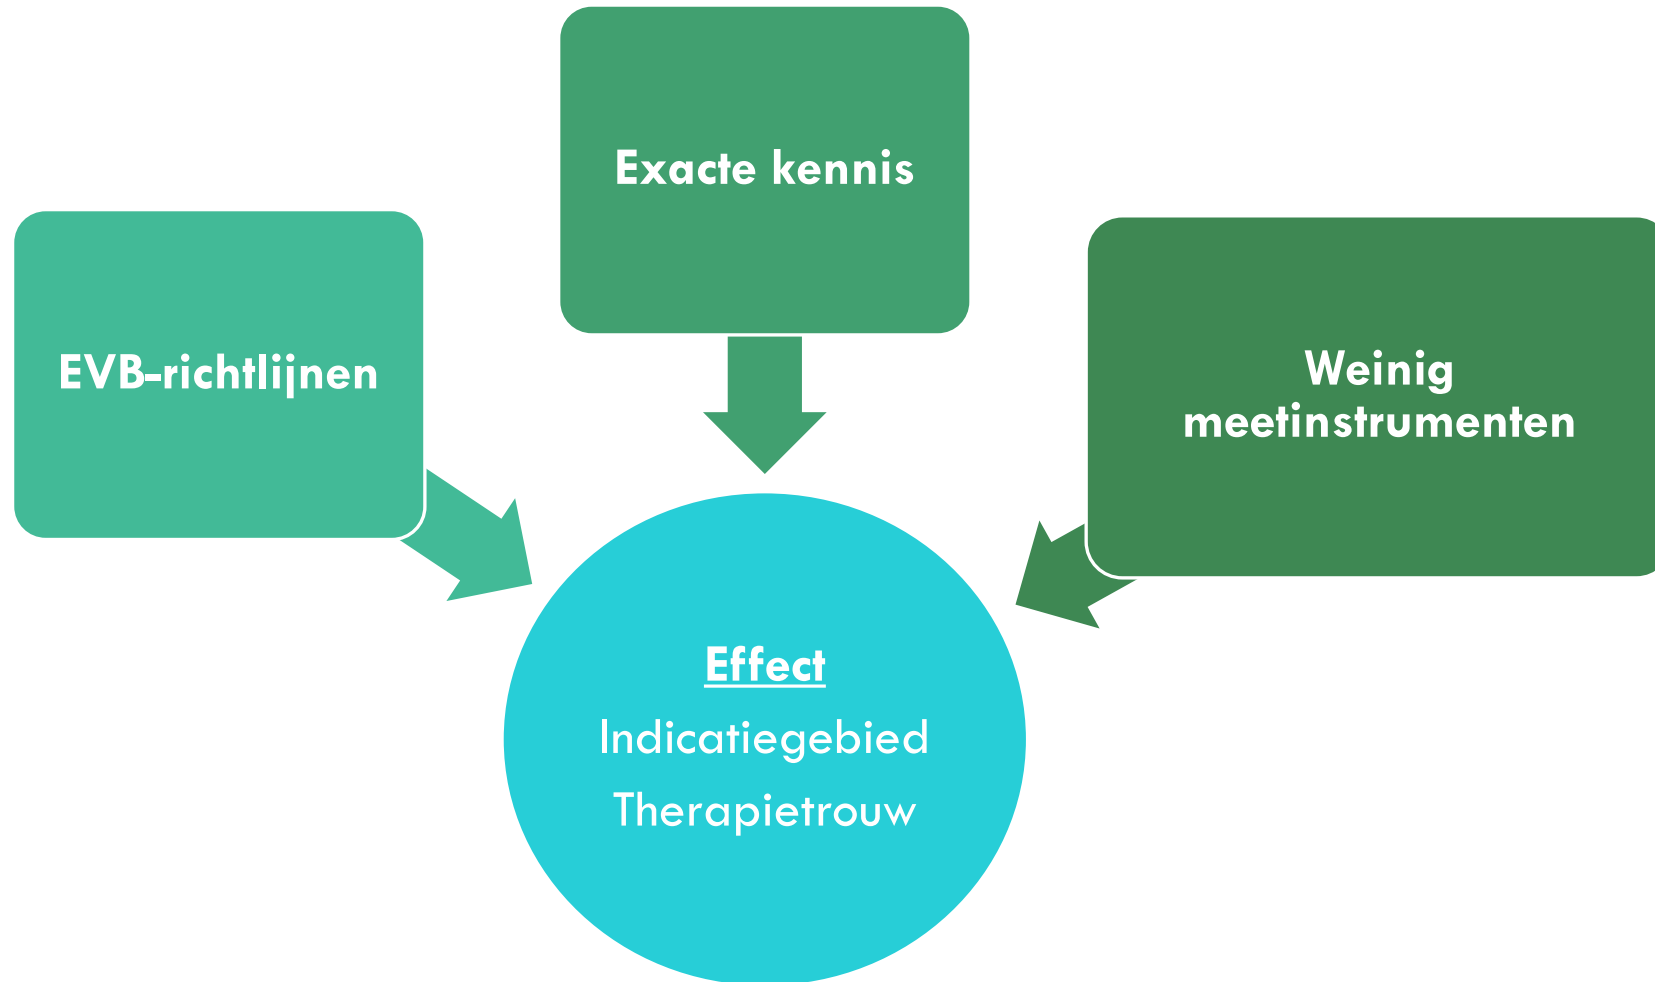 EVB-richtlijnen
Exacte kennis
Weinig
meetinstrumenten
Effect
Indicatiegebied
Therapietrouw